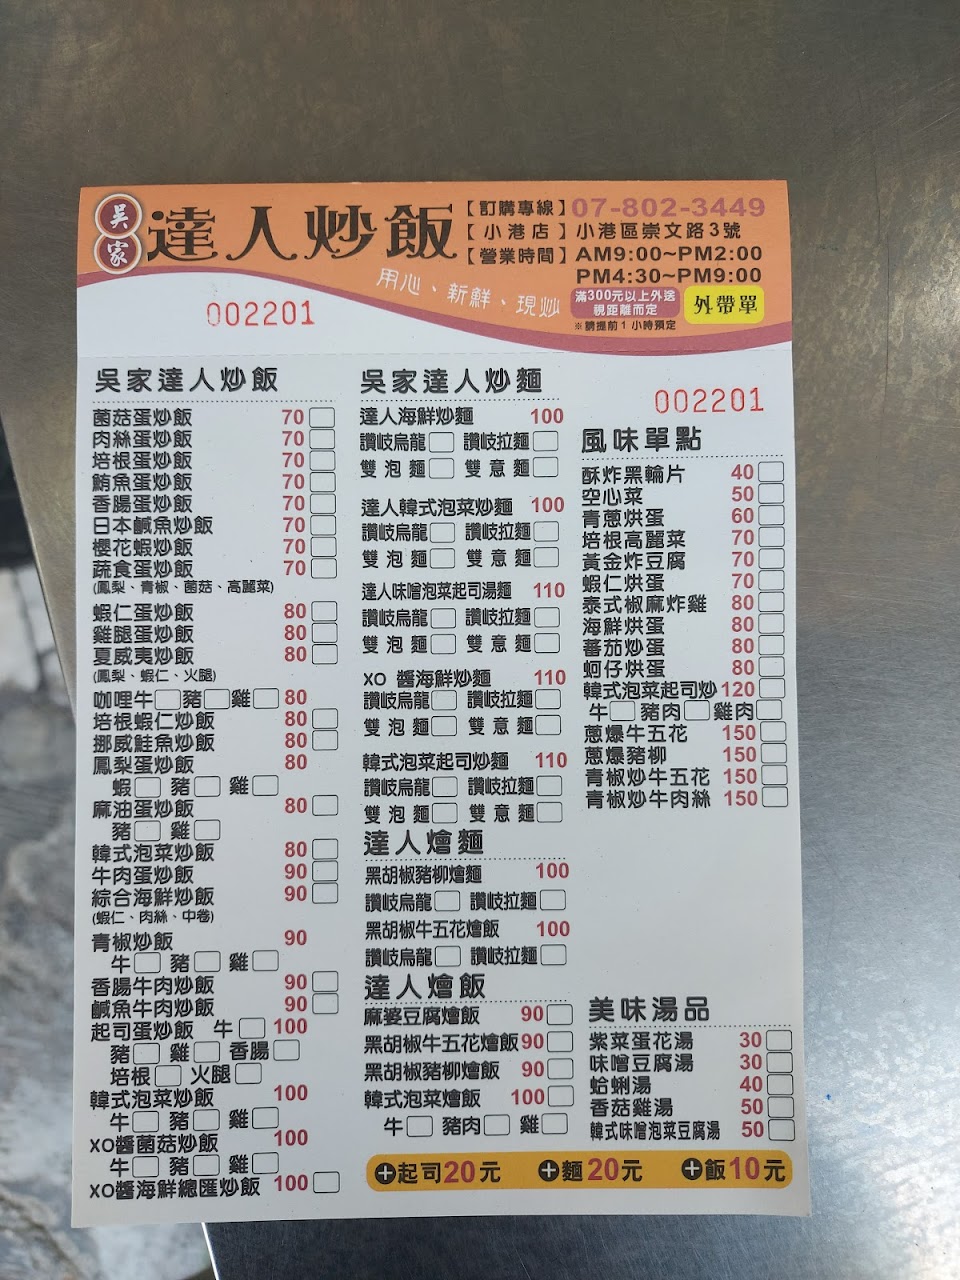 吳家
達人炒飯
【訂購專線】07-802-3449
【小港店】小港區崇文路3號
【營業時間】AM9:00~PM2:00
PM4:30~PM9:00
用心、新鮮、現炒
滿300元以上外送
視距離而定
※請提前1小時預定
外帶單
002201
吳家達人炒飯
菌菇蛋炒飯 70
肉絲蛋炒飯 70
培根蛋炒飯 70
鮪魚蛋炒飯 70
香腸蛋炒飯 70
日本鹹魚炒飯 70
櫻花蝦炒飯 70
蔬食蛋炒飯 70
(鳳梨、青椒、菌菇、高麗菜)
蝦仁蛋炒飯 80
雞腿蛋炒飯 80
夏威夷炒飯 80
(鳳梨、蝦仁、火腿)
咖哩牛 豬 雞 80
培根蝦仁炒飯 80
挪威鮭魚炒飯 80
鳳梨蛋炒飯 80
蝦 豬 雞
麻油蛋炒飯 80
豬 雞
韓式泡菜炒飯 80
牛肉蛋炒飯 90
綜合海鮮炒飯 90
(蝦仁、肉絲、中卷)
青椒炒飯 90
牛 豬 雞
香腸牛肉炒飯 90
鹹魚牛肉炒飯 90
起司蛋炒飯 牛 100
豬 雞 香腸
培根 火腿
韓式泡菜炒飯 100
牛 豬 雞
XO醬菌菇炒飯 100
牛 豬 雞
XO醬海鮮總匯炒飯 100
吳家達人炒麵
達人海鮮炒麵 100
讚岐烏龍 讚岐拉麵
雙泡麵 雙意麵
達人韓式泡菜炒麵 100
讚岐烏龍 讚岐拉麵
雙泡麵 雙意麵
達人味噌泡菜起司湯麵 110
讚岐烏龍 讚岐拉麵
雙泡麵 雙意麵
XO 醬海鮮炒麵 110
讚岐烏龍 讚岐拉麵
雙泡麵 雙意麵
韓式泡菜起司炒麵 110
讚岐烏龍 讚岐拉麵
雙泡麵 雙意麵
達人燴麵
黑胡椒豬柳燴麵 100
讚岐烏龍 讚岐拉麵
黑胡椒牛五花燴飯 100
讚岐烏龍 讚岐拉麵
達人燴飯
麻婆豆腐燴飯 90
黑胡椒牛五花燴飯 90
黑胡椒豬柳燴飯 90
韓式泡菜燴飯 100
牛 豬肉 雞
002201
風味單點
酥炸黑輪片 40
空心菜 50
青蔥烘蛋 60
培根高麗菜 70
黃金炸豆腐 70
蝦仁烘蛋 70
泰式椒麻炸雞 80
海鮮烘蛋 80
蕃茄炒蛋 80
蚵仔烘蛋 80
韓式泡菜起司炒 120
牛 豬肉 雞肉
蔥爆牛五花 150
蔥爆豬柳 150
青椒炒牛五花 150
青椒炒牛肉絲 150
美味湯品
紫菜蛋花湯 30
味噌豆腐湯 30
蛤蜊湯 40
香菇雞湯 50
韓式味噌泡菜豆腐湯 50
+起司20元 +麵20元 +飯10元